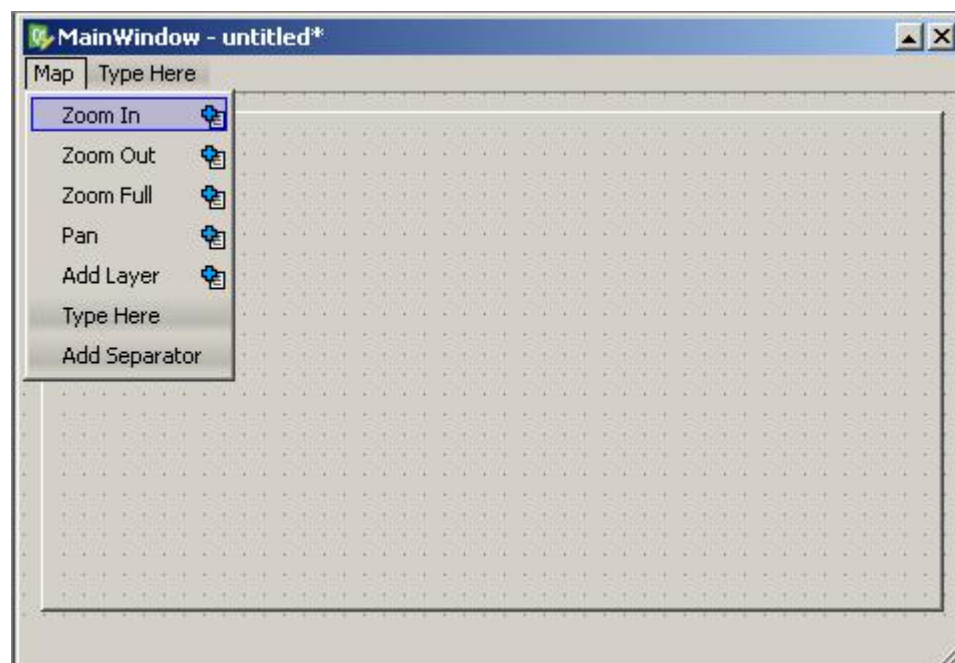 MainWindow - untitled*
Map Type Here
Zoom In
Zoom Out
Zoom Full
Pan
Add Layer
Type Here
Add Separator